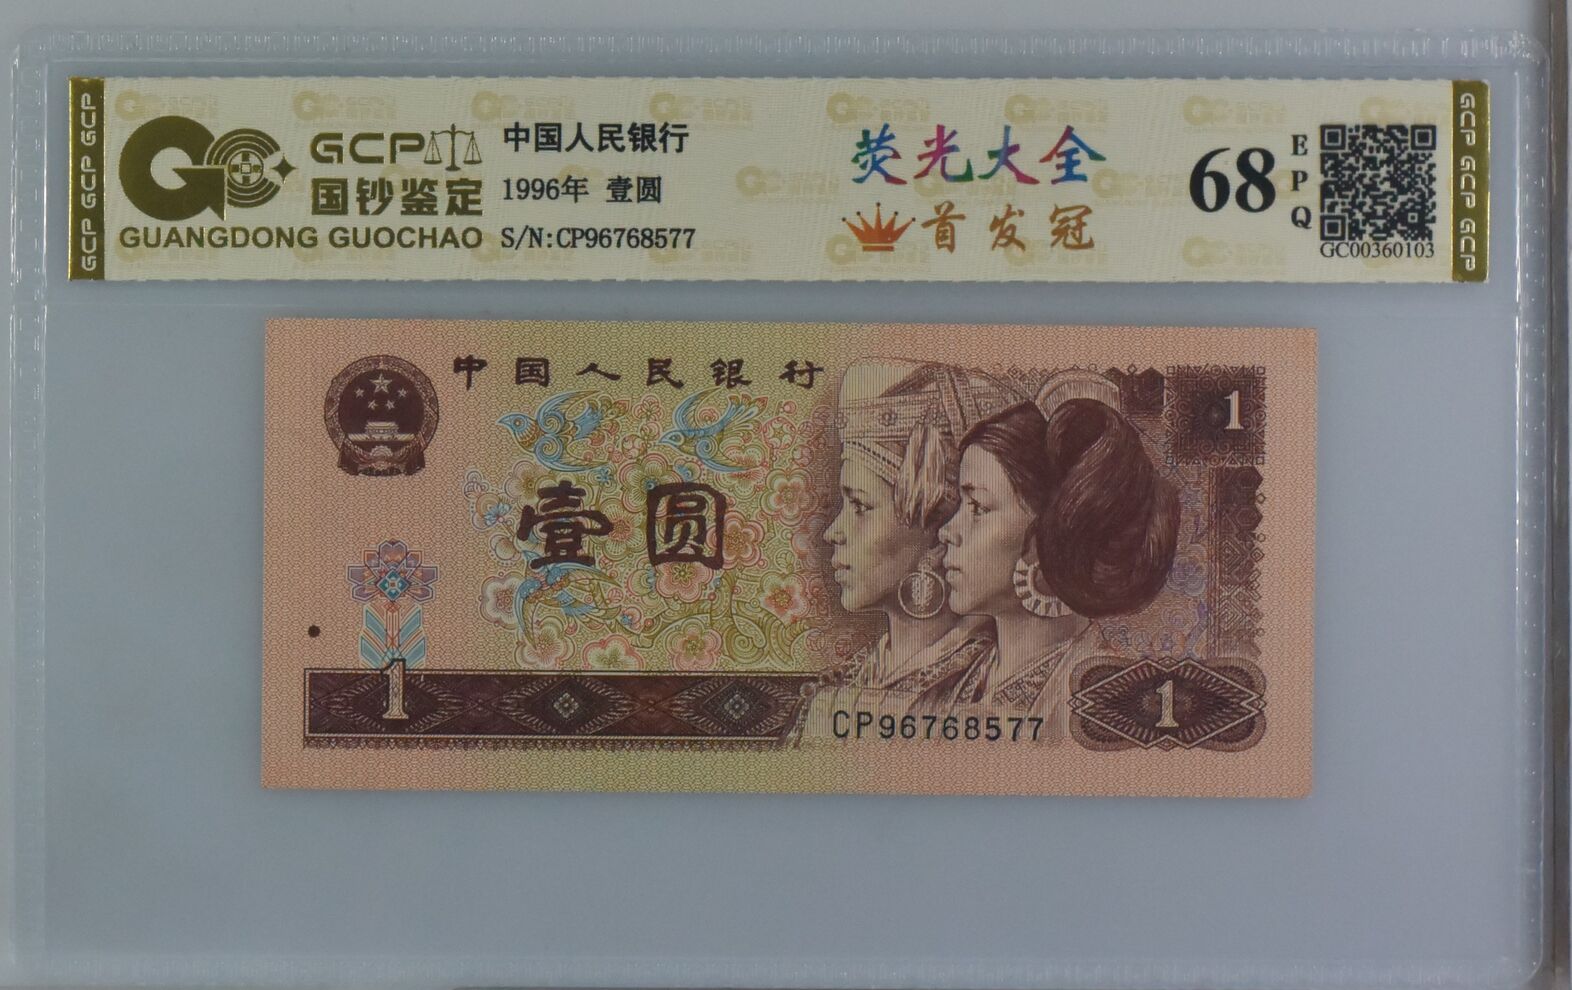 GCP GCP GCP
GCP
国钞鉴定
GUANGDONG GUOCHAO
中国人民银行
1996年 壹圆
S/N:CP96768577
荧光大全
首发冠
68
EPQ
GC00360103
GCP GCP GCP
中国人民银行
1
壹圆
1
CP96768577
1